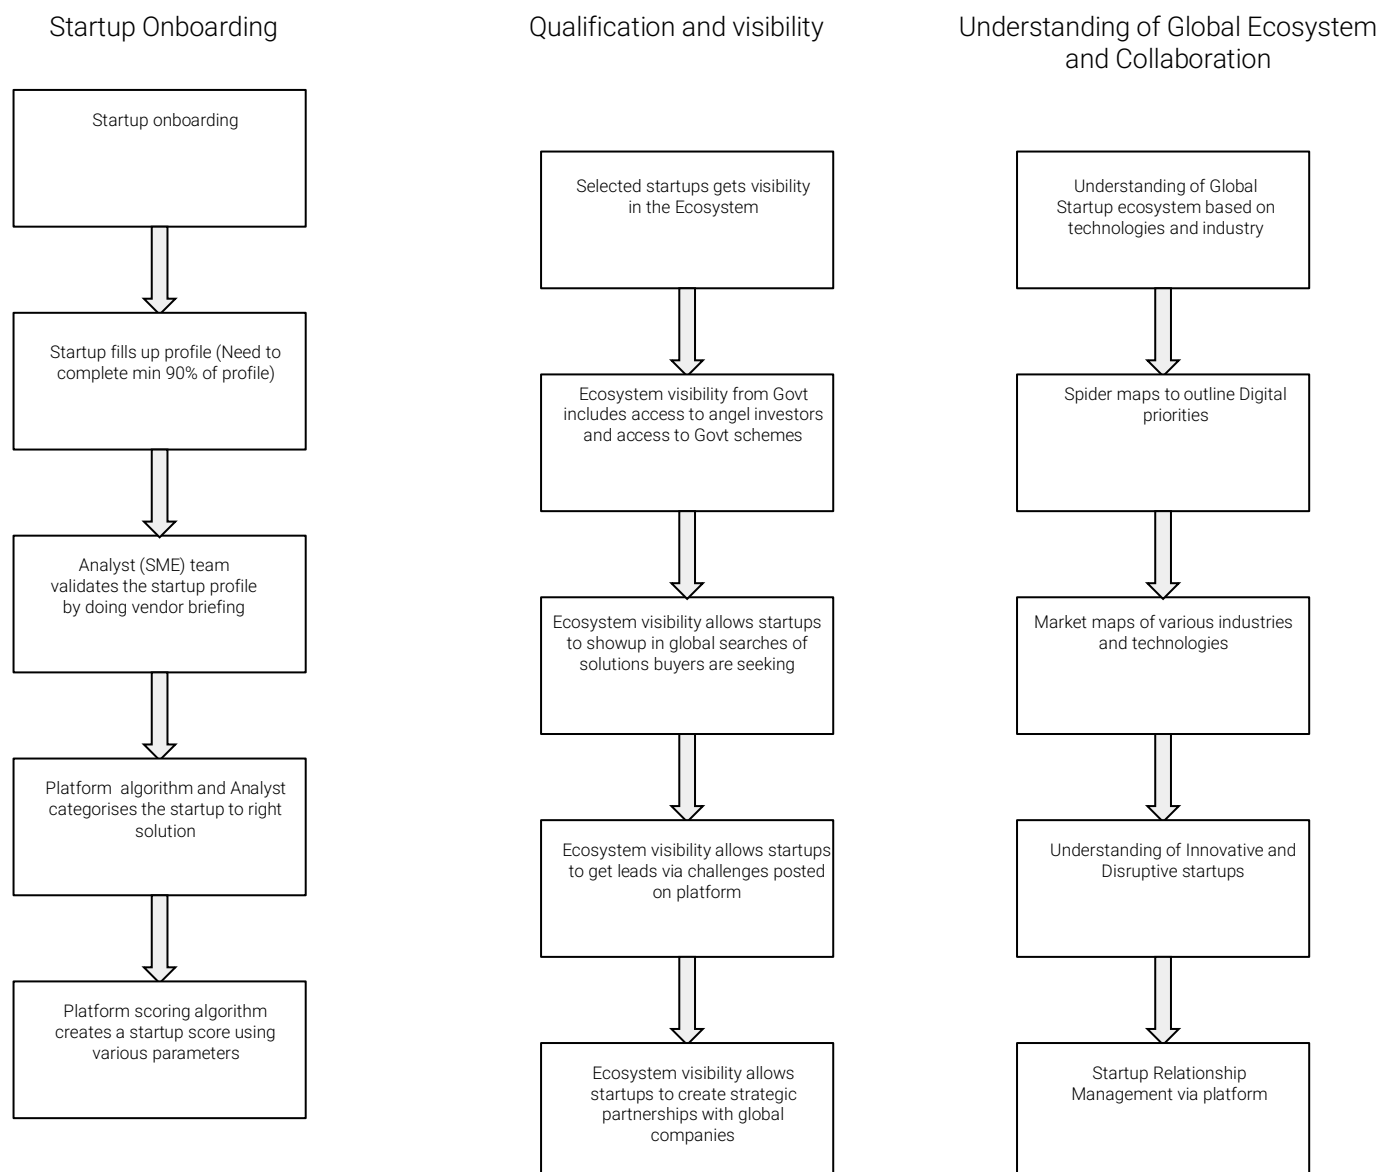 Startup Onboarding
Startup onboarding
Startup fills up profile (Need to
complete min 90% of profile)
Analyst (SME) team
validates the startup profile
by doing vendor briefing
Platform  algorithm and Analyst
categorises the startup to right
solution
Platform scoring algorithm
creates a startup score using
various parameters
Qualification and visibility
Selected startups gets visibility
in the Ecosystem
Ecosystem visibility from Govt
includes access to angel investors
and access to Govt schemes
Ecosystem visibility allows startups
to showup in global searches of
solutions buyers are seeking
Ecosystem visibility allows startups
to get leads via challenges posted
on platform
Ecosystem visibility allows
startups to create strategic
partnerships with global
companies
Understanding of Global Ecosystem
and Collaboration
Understanding of Global
Startup ecosystem based on
technologies and industry
Spider maps to outline Digital
priorities
Market maps of various industries
and technologies
Understanding of Innovative and
Disruptive startups
Startup Relationship
Management via platform